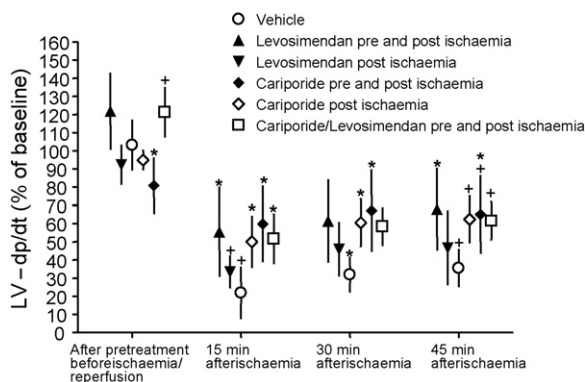 Vehicle
Levosimendan pre and post ischaemia
Levosimendan post ischaemia
Cariporide pre and post ischaemia
Cariporide post ischaemia
Cariporide/Levosimendan pre and post ischaemia
LV – dp/dt (% of baseline)
160
150
140
130
120
110
100
90
80
70
60
50
40
30
20
10
0
+
*
* + + * * *
* * *
* + + * + +
After pretreatment
beforeischaemia/
reperfusion
15 min
afterischaemia
30 min
afterischaemia
45 min
afterischaemia